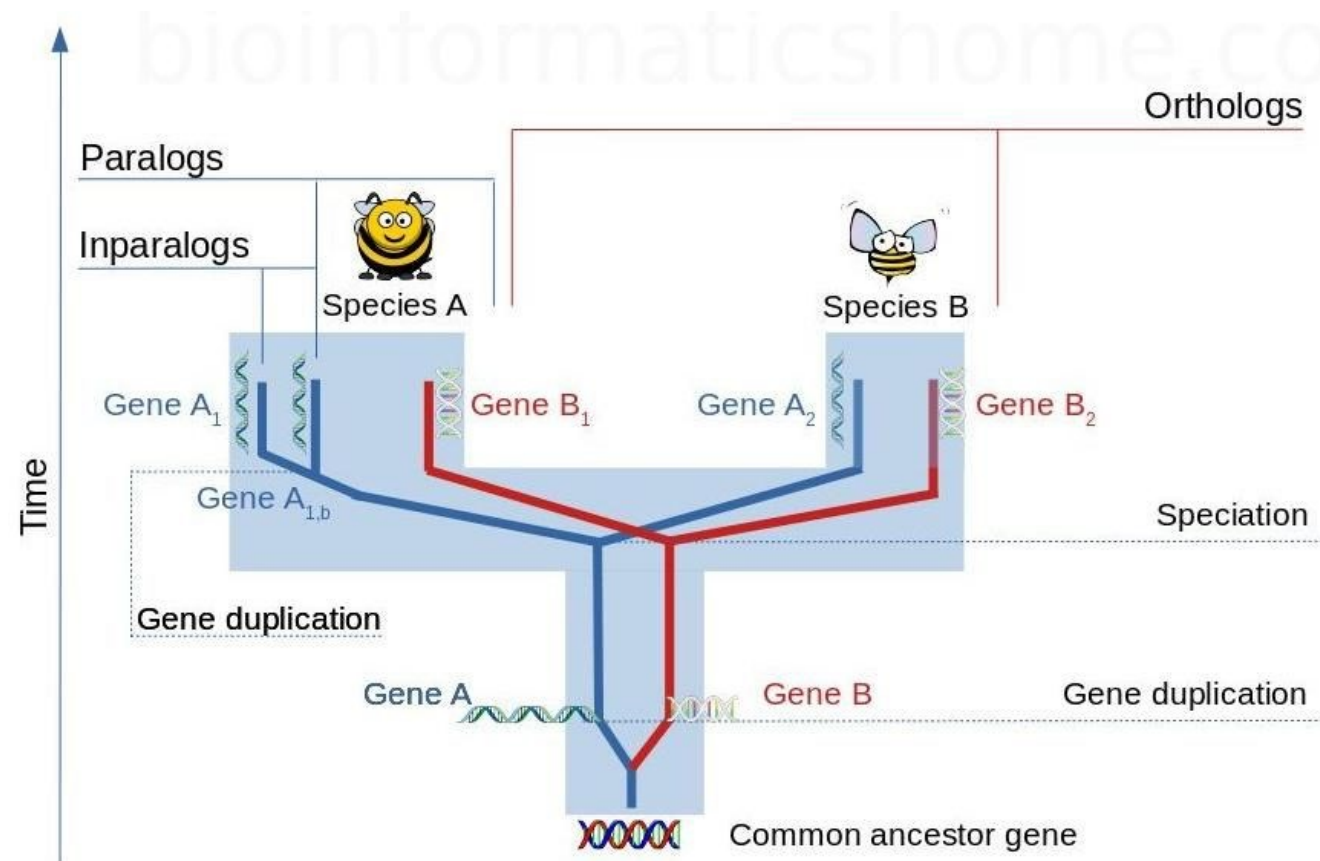 bioinformaticshome.co
Orthologs
Paralogs
Inparalogs
Species A
Species B
Gene A1
Gene B1
Gene A2
Gene B2
Gene A1,b
Time
Speciation
Gene duplication
Gene A
Gene B
Gene duplication
Common ancestor gene